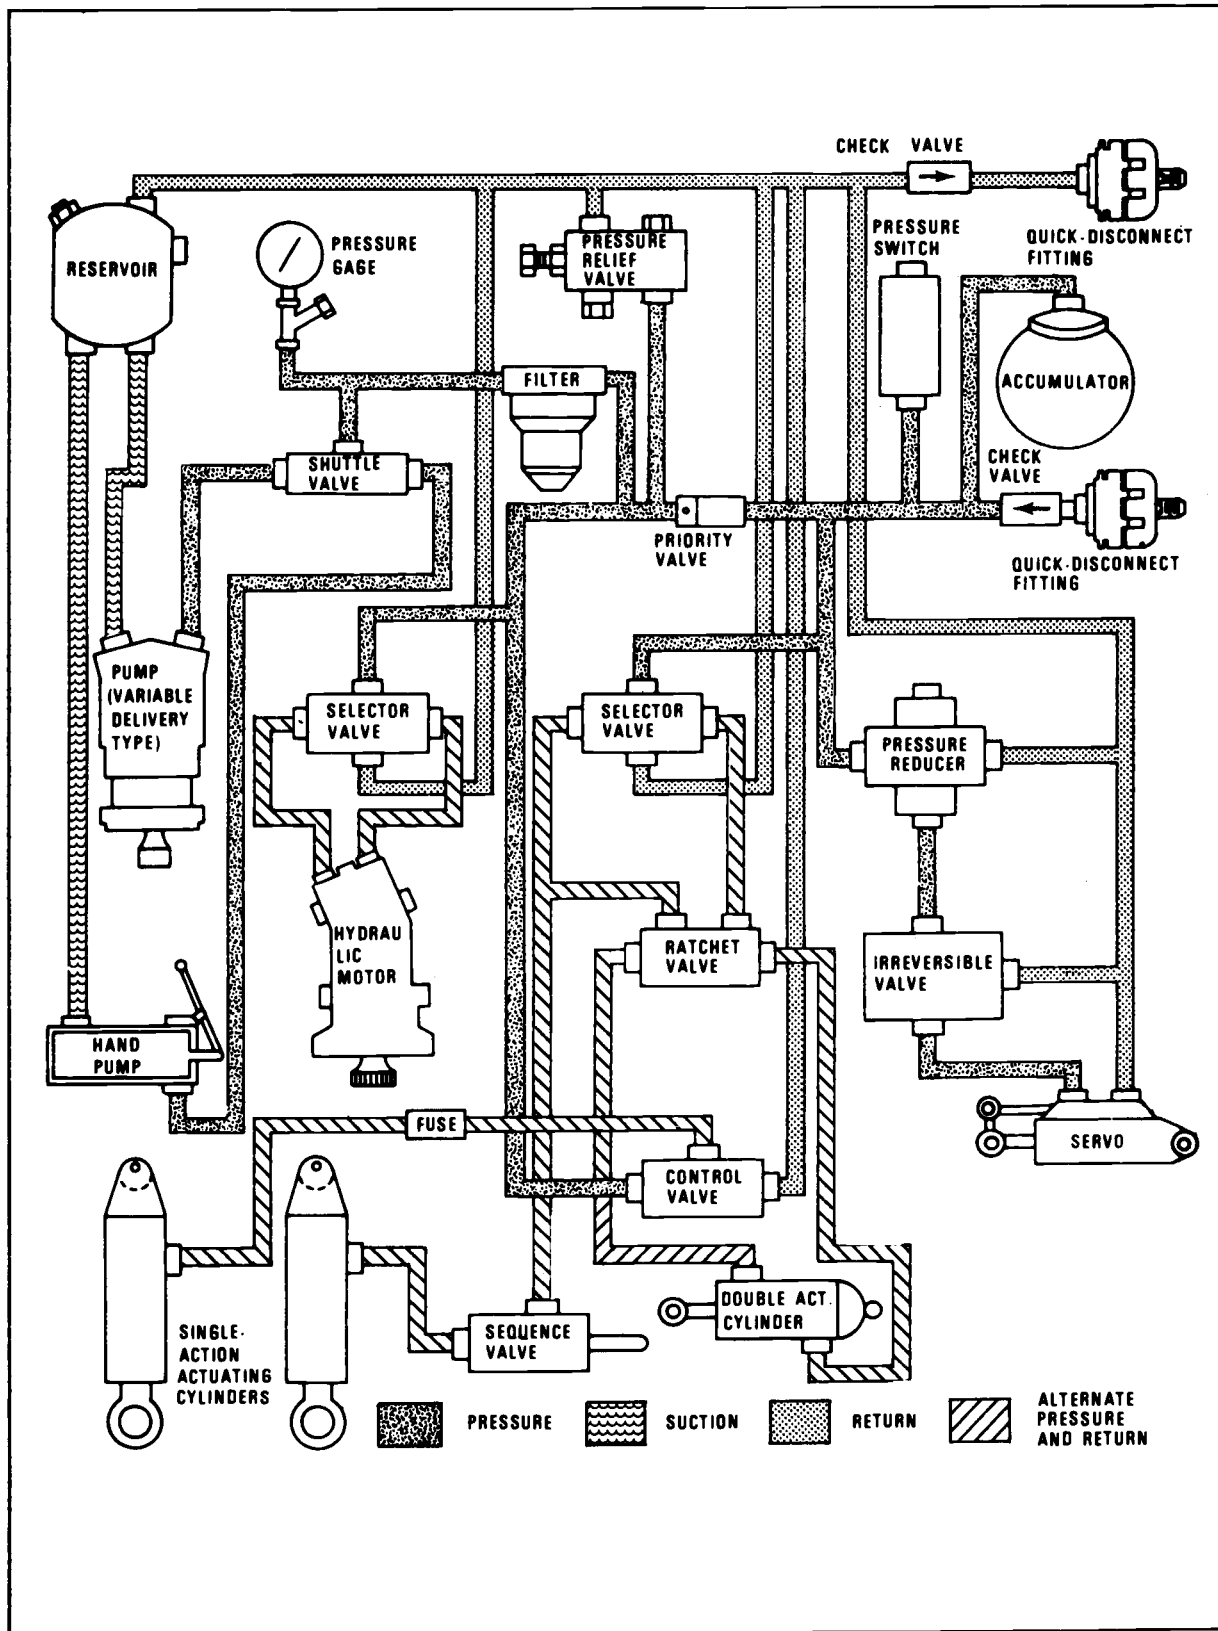 CHECK VALVE
QUICK-DISCONNECT
FITTING
PRESSURE
SWITCH
RESERVOIR
PRESSURE
GAGE
PRESSURE
RELIEF
VALVE
FILTER
ACCUMULATOR
SHUTTLE
VALVE
CHECK
VALVE
PRIORITY
VALVE
QUICK-DISCONNECT
FITTING
PUMP
(VARIABLE
DELIVERY
TYPE)
SELECTOR
VALVE
SELECTOR
VALVE
PRESSURE
REDUCER
HYDRAU
LIC
MOTOR
RATCHET
VALVE
IRREVERSIBLE
VALVE
HAND
PUMP
FUSE
SERVO
CONTROL
VALVE
SINGLE-
ACTION
ACTUATING
CYLINDERS
SEQUENCE
VALVE
DOUBLE ACT.
CYLINDER
PRESSURE
SUCTION
RETURN
ALTERNATE
PRESSURE
AND RETURN